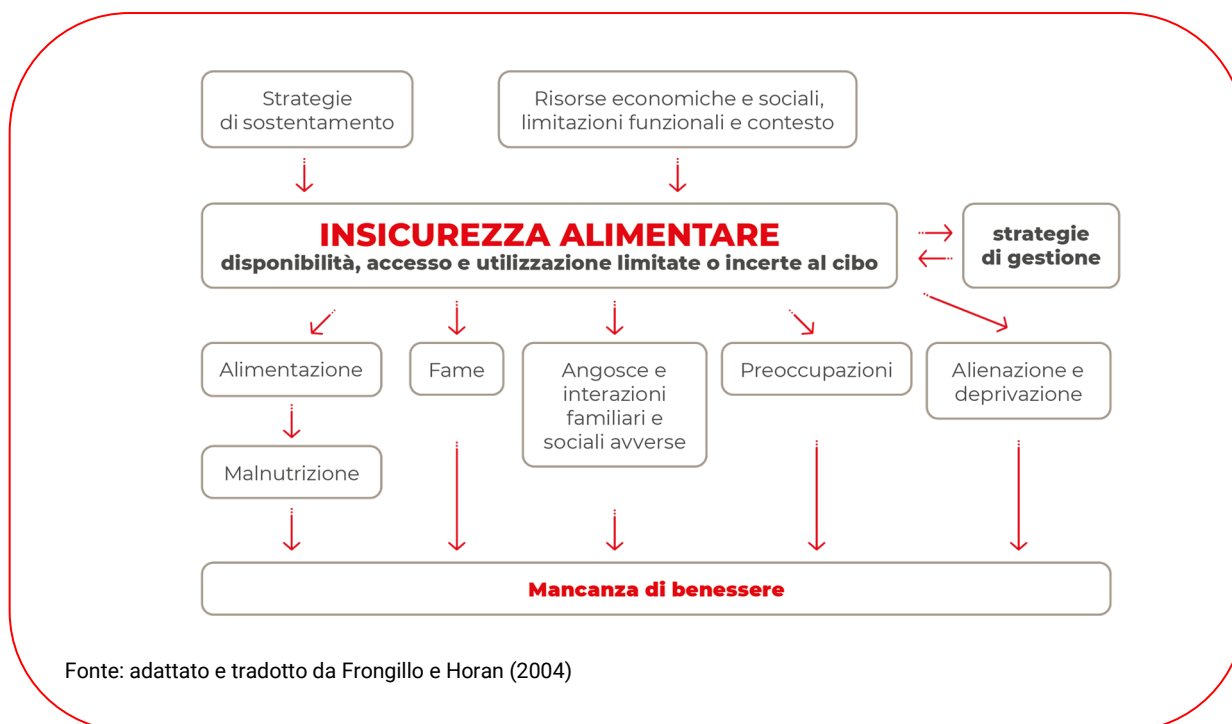 Strategie
di sostentamento
Risorse economiche e sociali,
limitazioni funzionali e contesto
INSICUREZZA ALIMENTARE
disponibilità, accesso e utilizzazione limitate o incerte al cibo
strategie
di gestione
Alimentazione
Fame
Angosce e
interazioni
familiari e
sociali avverse
Preoccupazioni
Alienazione e
deprivazione
Malnutrizione
Mancanza di benessere
Fonte: adattato e tradotto da Frongillo e Horan (2004)